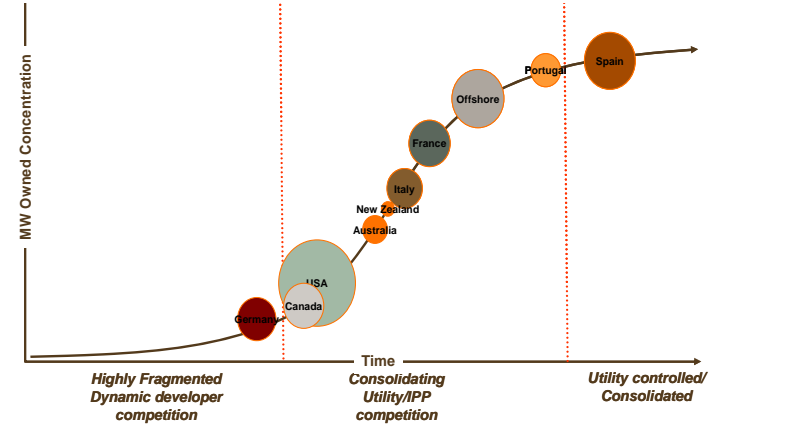 MW Owned Concentration
Portugal
Spain
Offshore
France
Italy
New Zealand
Australia
USA
Canada
Germany
Time
Highly Fragmented
Dynamic developer
competition
Consolidating
Utility/IPP
competition
Utility controlled/
Consolidated